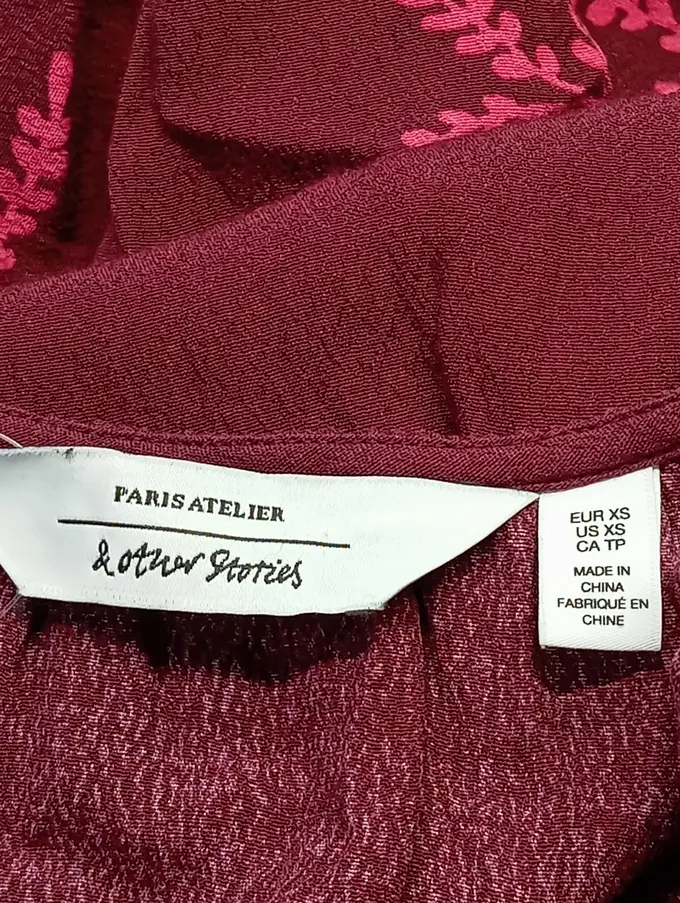 PARIS ATELIER
& other Stories
EUR XS
US XS
CA TP
MADE IN
CHINA
FABRIQUÉ EN
CHINE